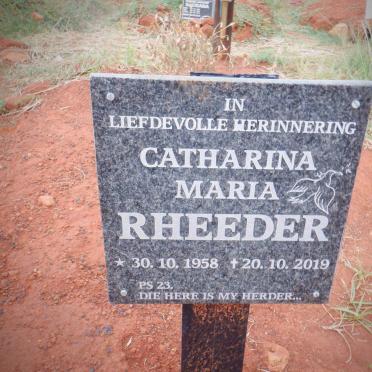 IN
LIEFDEVOLLE HERINNERING
CATHARINA
MARIA
RHEEDER
★ 30. 10. 1958 ✝ 20. 10. 2019
PS 23.
DIE HERE IS MY HERDER...